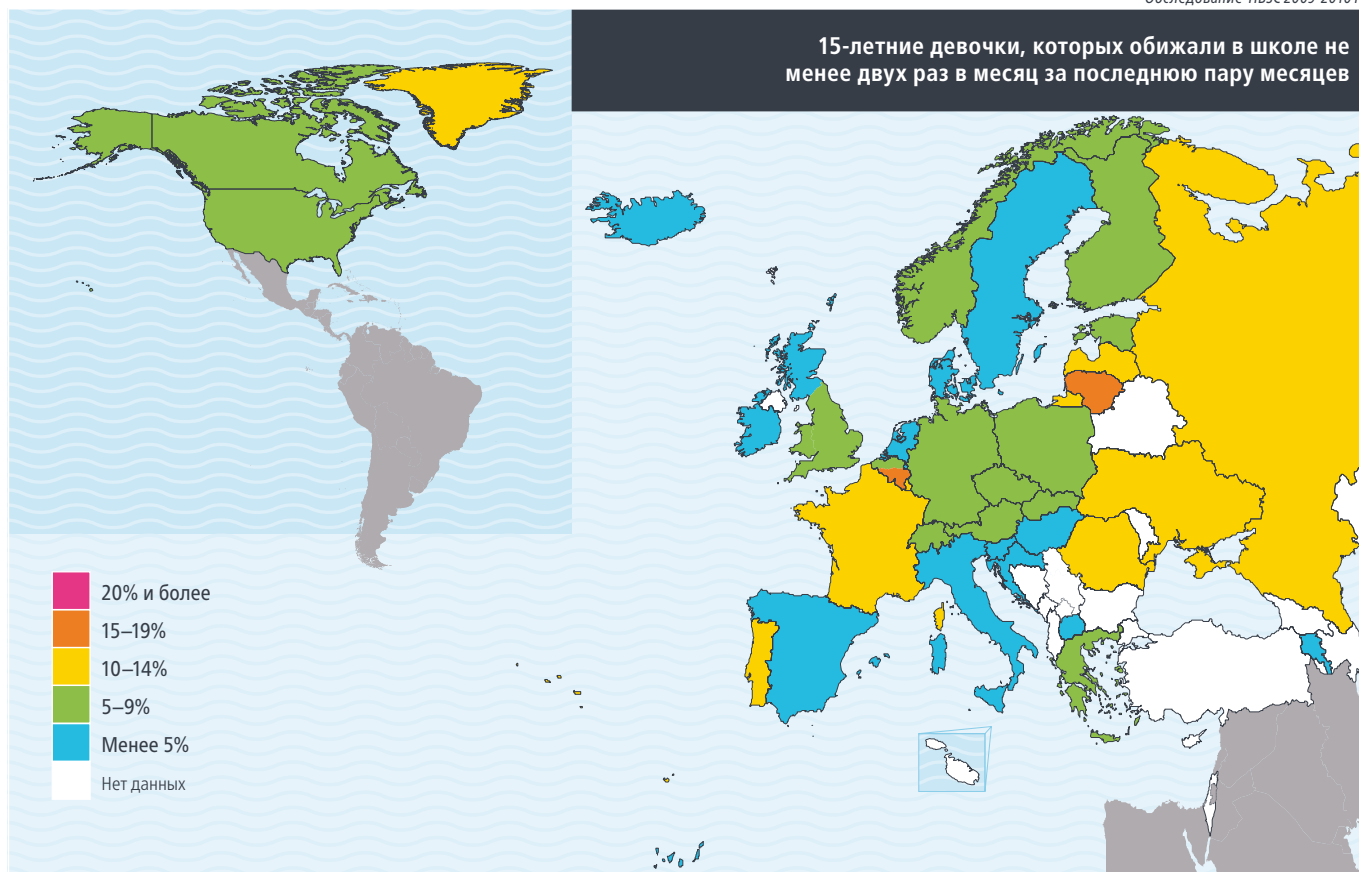 15-летние девочки, которых обижали в школе не
менее двух раз в месяц за последнюю пару месяцев
20% и более
15–19%
10–14%
5–9%
Менее 5%
Нет данных